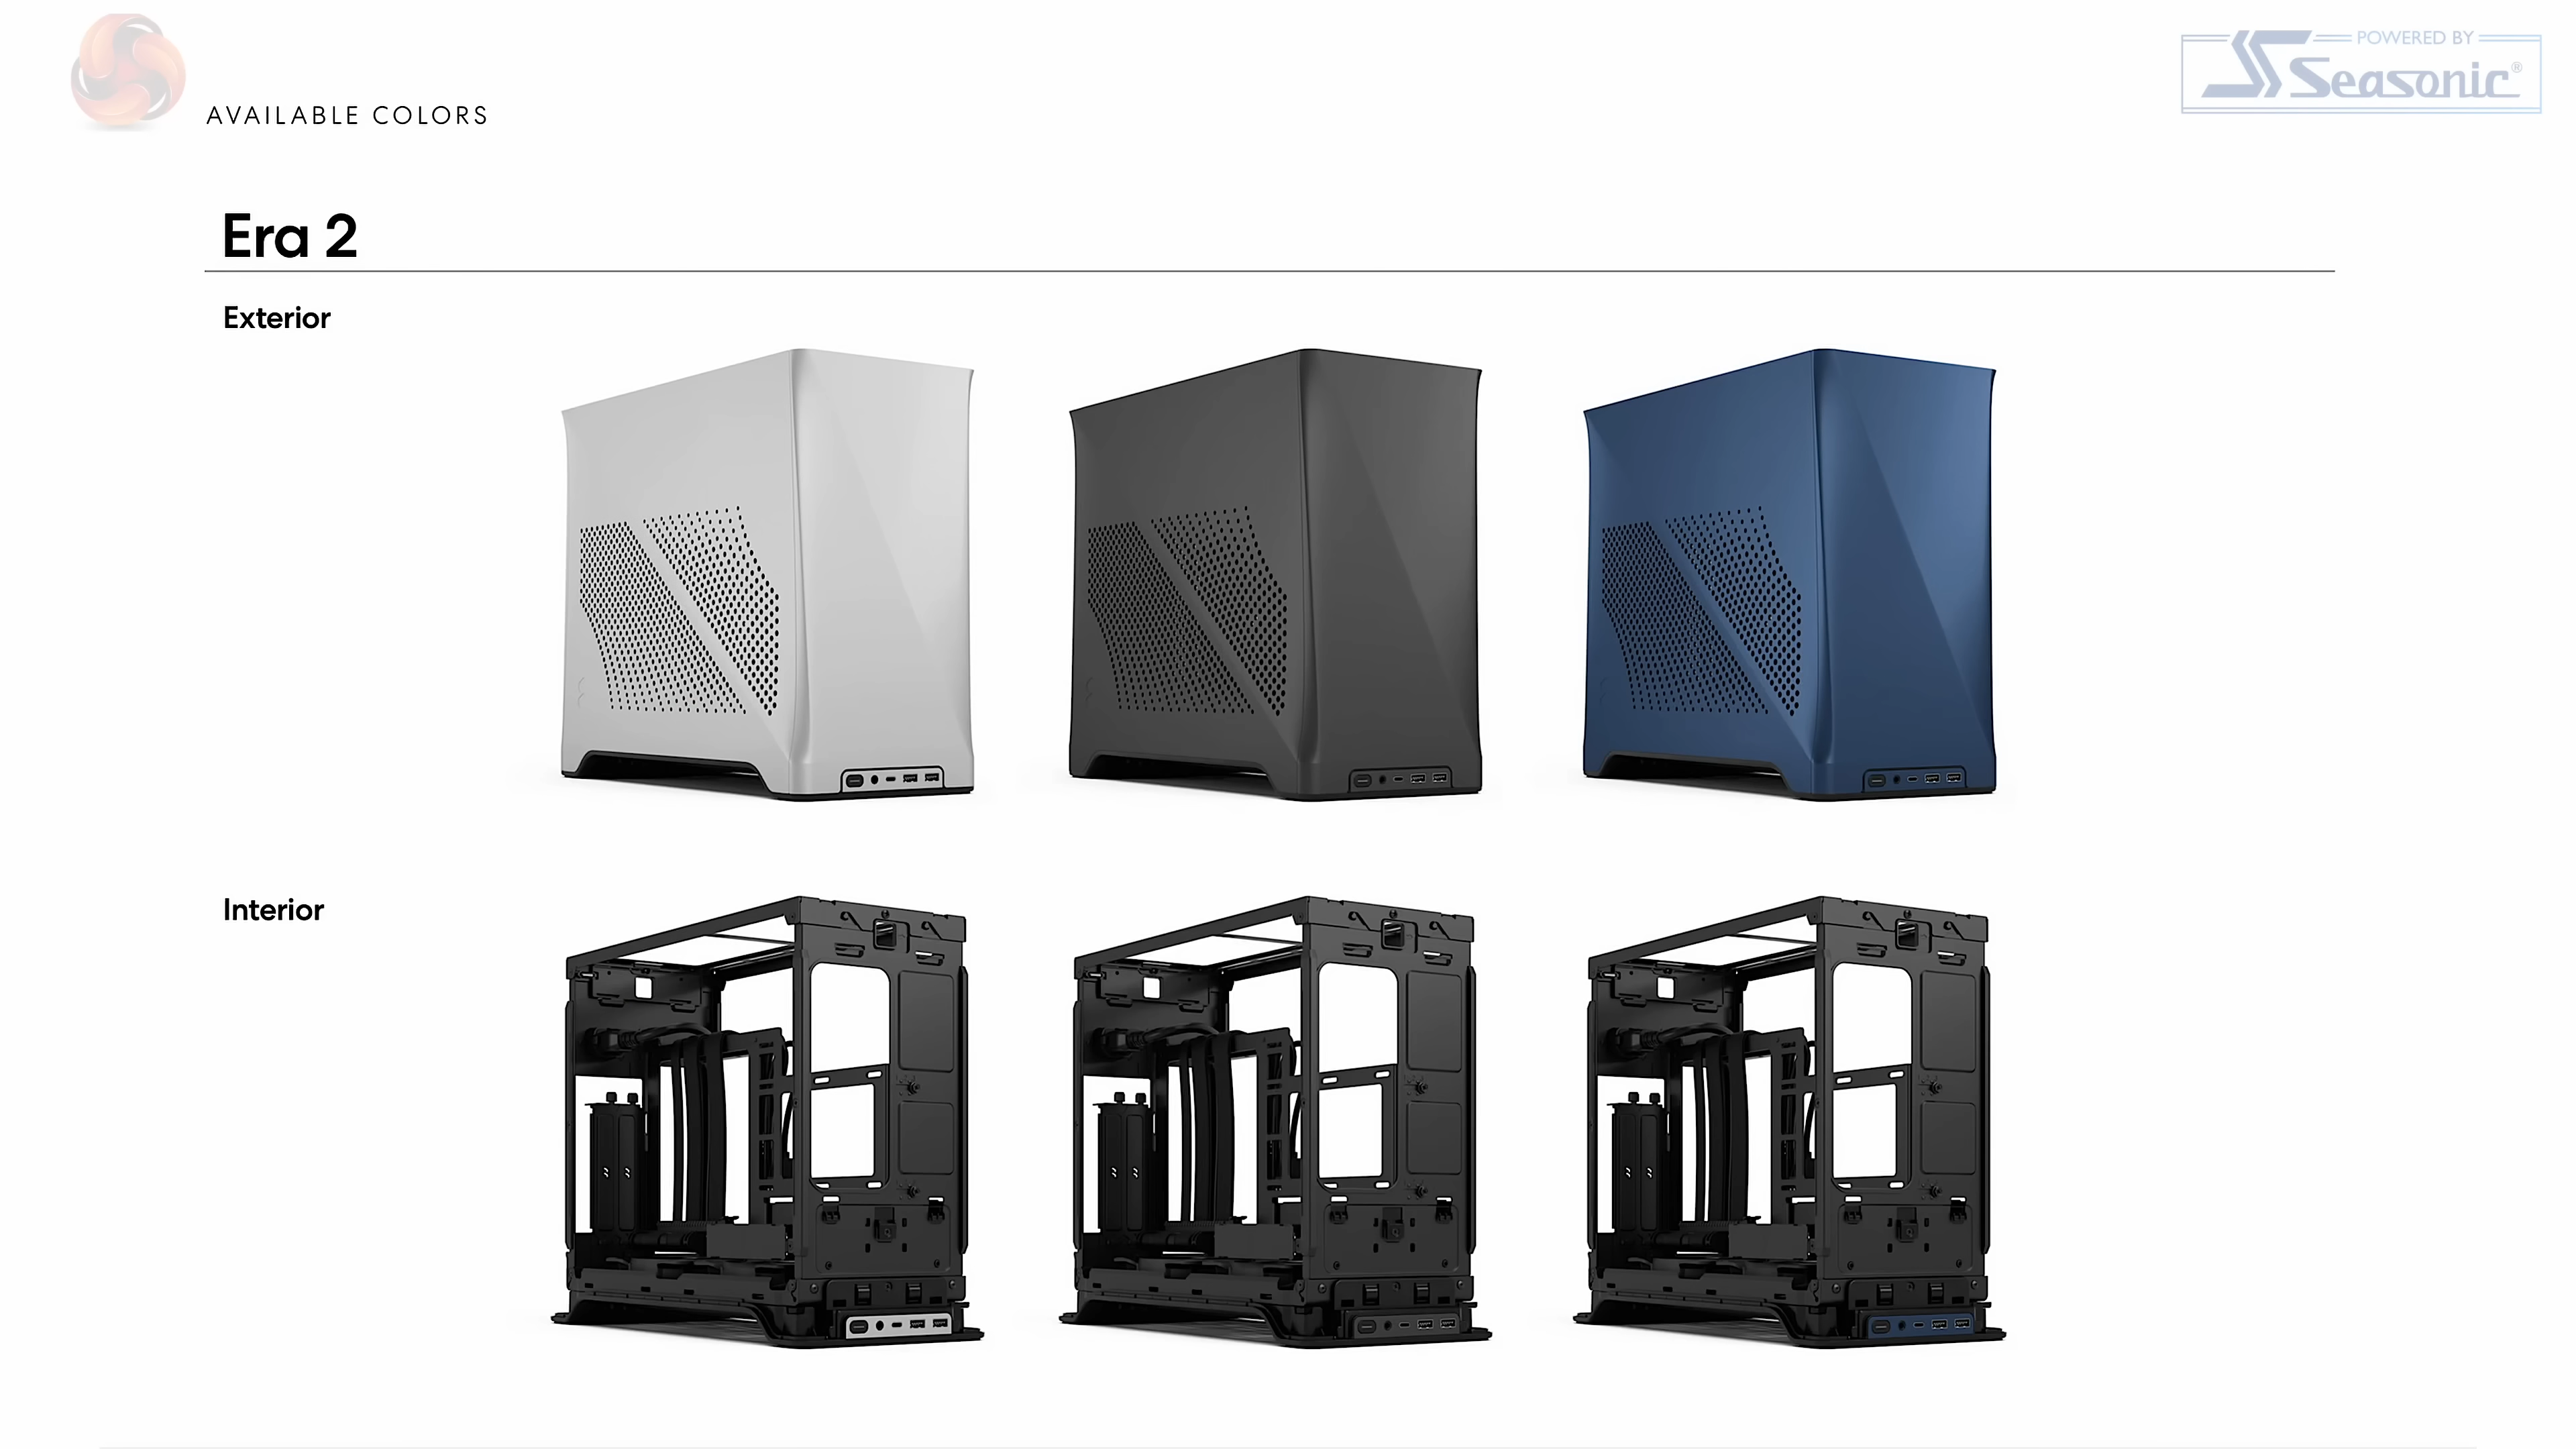 AVAILABLE COLORS
POWERED BY
Seasonic®
Era 2
Exterior
Interior